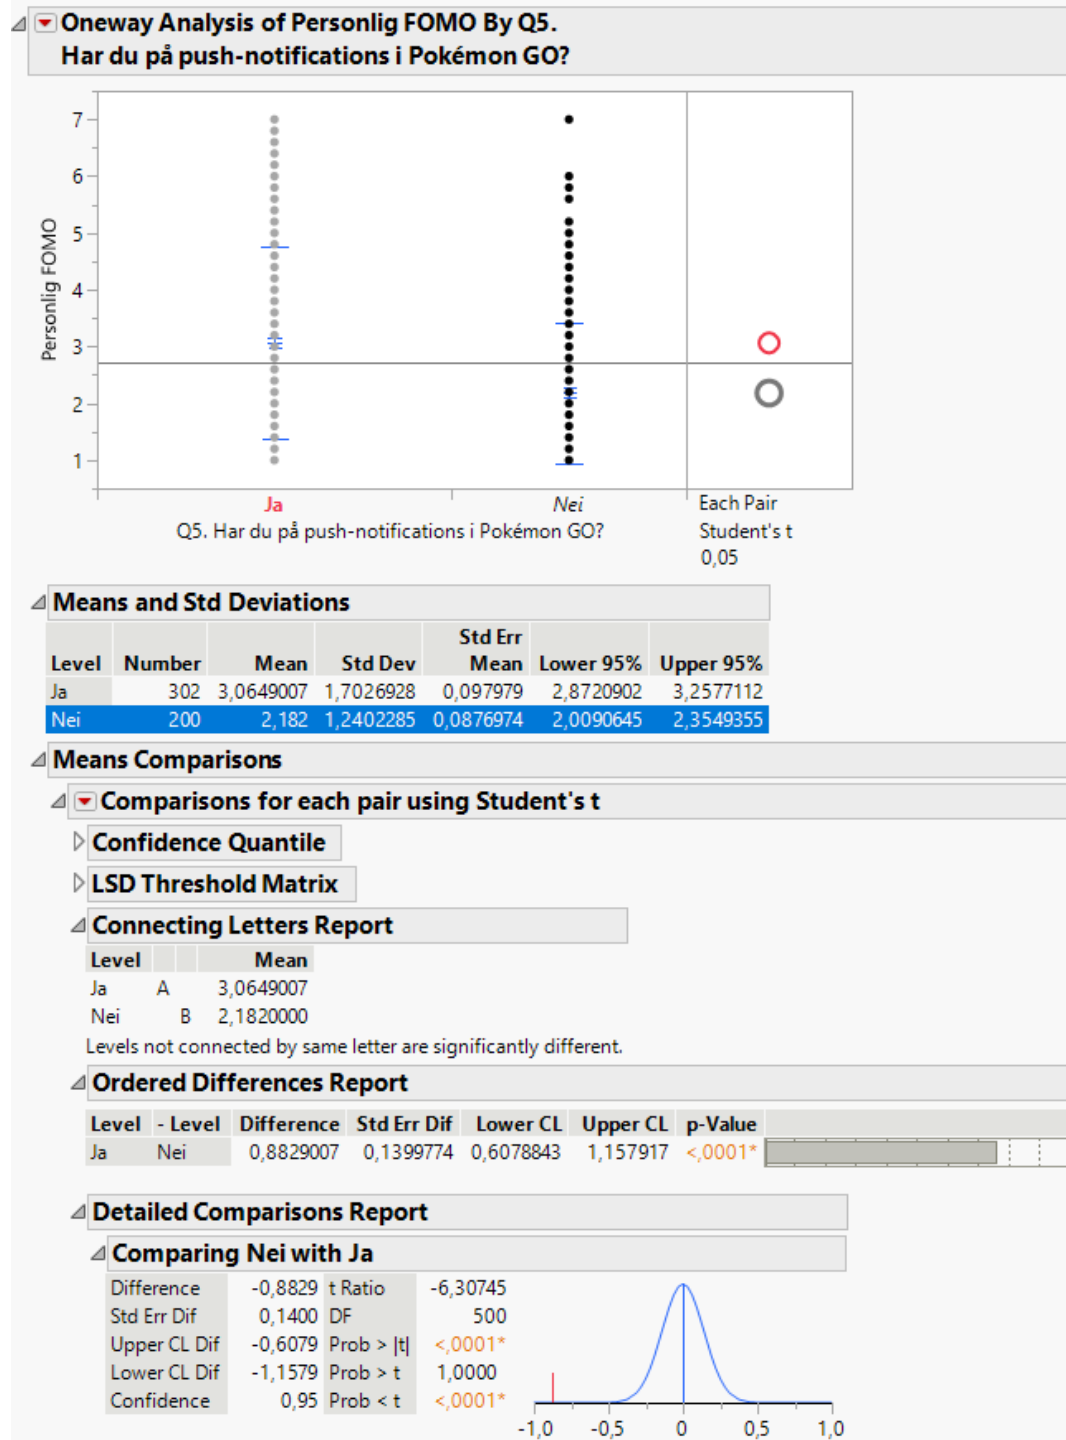 Oneway Analysis of Personlig FOMO By Q5.
Har du på push-notifications i Pokémon GO?
Personlig FOMO
7
6
5
4
3
2
1
Ja Nei
Q5. Har du på push-notifications i Pokémon GO?
Each Pair
Student's t
0,05
Means and Std Deviations
Level Number Mean Std Dev Std Err Mean Lower 95% Upper 95%
Ja 302 3,0649007 1,7026928 0,097979 2,8720902 3,2577112
Nei 200 2,182 1,2402285 0,0876974 2,0090645 2,3549355
Means Comparisons
Comparisons for each pair using Student's t
Confidence Quantile
LSD Threshold Matrix
Connecting Letters Report
Level Mean
Ja A 3,0649007
Nei B 2,1820000
Levels not connected by same letter are significantly different.
Ordered Differences Report
Level - Level Difference Std Err Dif Lower CL Upper CL p-Value
Ja Nei 0,8829007 0,1399774 0,6078843 1,157917 <,0001*
Detailed Comparisons Report
Comparing Nei with Ja
Difference -0,8829 t Ratio -6,30745
Std Err Dif 0,1400 DF 500
Upper CL Dif -0,6079 Prob > |t| <,0001*
Lower CL Dif -1,1579 Prob > t 1,0000
Confidence 0,95 Prob < t <,0001*
-1,0 -0,5 0 0,5 1,0